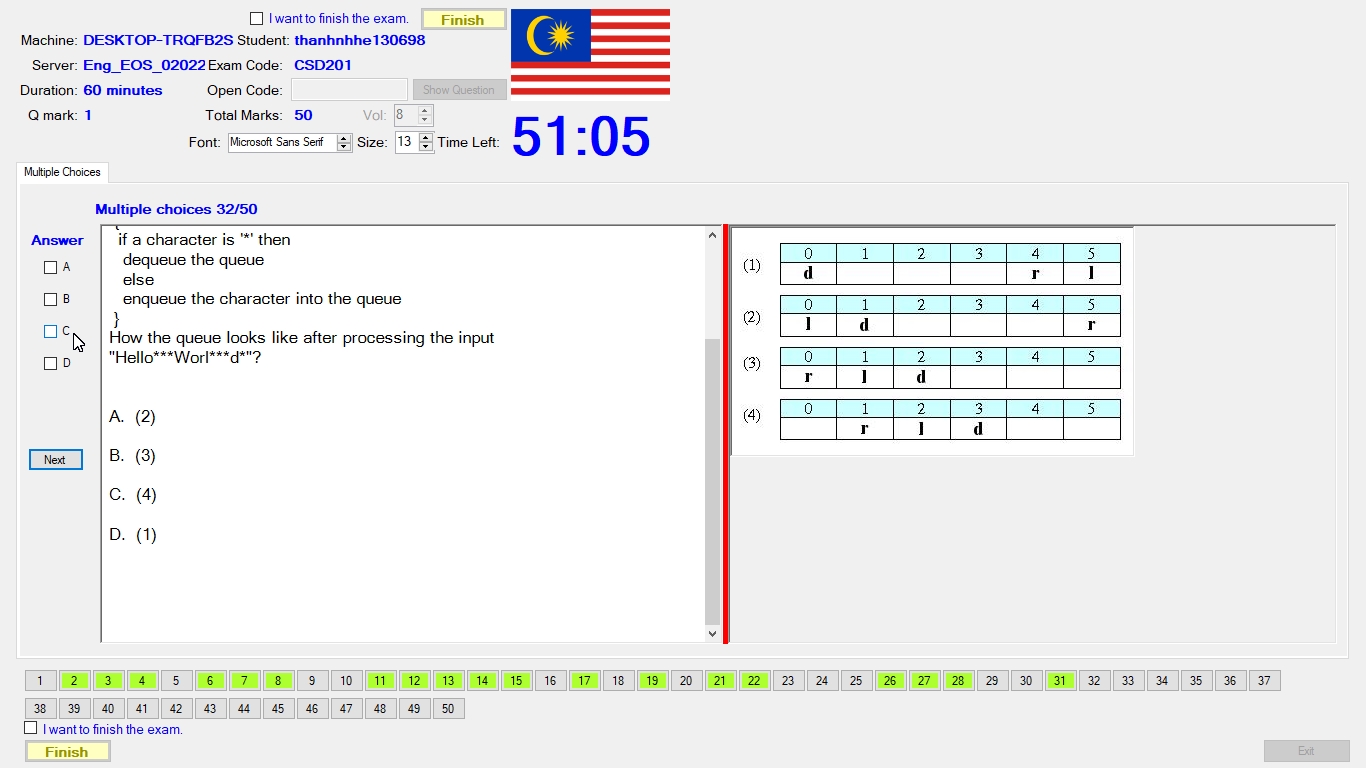 I want to finish the exam. Finish
Machine: DESKTOP-TRQFB2S Student: thanhnhhe130698
Server: Eng_EOS_02022 Exam Code: CSD201
Duration: 60 minutes Open Code: Show Question
Q mark: 1 Total Marks: 50 Vol: 8
Font: Microsoft Sans Serif Size: 13 Time Left: 51:05
Multiple Choices
Multiple choices 32/50
Answer
A
B
C
D
Next
{
if a character is '*' then
dequeue the queue
else
enqueue the character into the queue
}
How the queue looks like after processing the input
"Hello***Worl***d*"?
A. (2)
B. (3)
C. (4)
D. (1)
(1) 0 1 2 3 4 5
d r l
(2) 0 1 2 3 4 5
l d r
(3) 0 1 2 3 4 5
r l d
(4) 0 1 2 3 4 5
r l d
1 2 3 4 5 6 7 8 9 10 11 12 13 14 15 16 17 18 19 20 21 22 23 24 25 26 27 28 29 30 31 32 33 34 35 36 37
38 39 40 41 42 43 44 45 46 47 48 49 50
I want to finish the exam.
Finish Exit